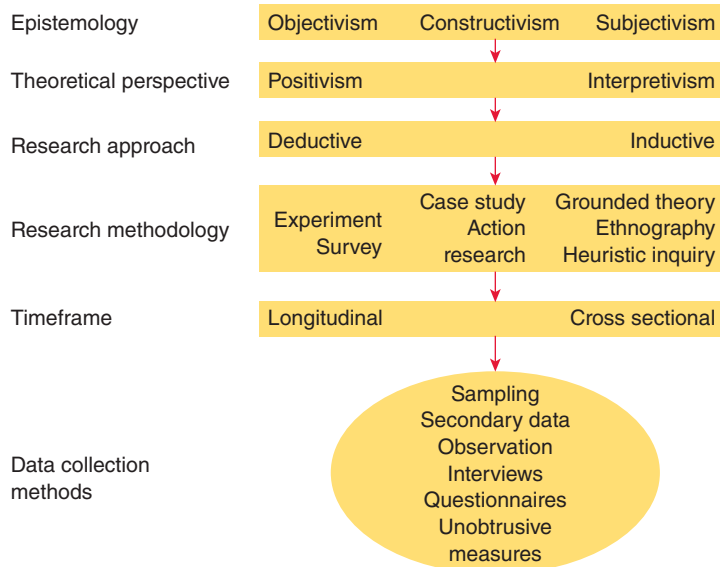 Epistemology
Objectivism Constructivism Subjectivism
Theoretical perspective
Positivism Interpretivism
Research approach
Deductive Inductive
Research methodology
Experiment
Survey
Case study
Action
research
Grounded theory
Ethnography
Heuristic inquiry
Timeframe
Longitudinal Cross sectional
Data collection
methods
Sampling
Secondary data
Observation
Interviews
Questionnaires
Unobtrusive
measures